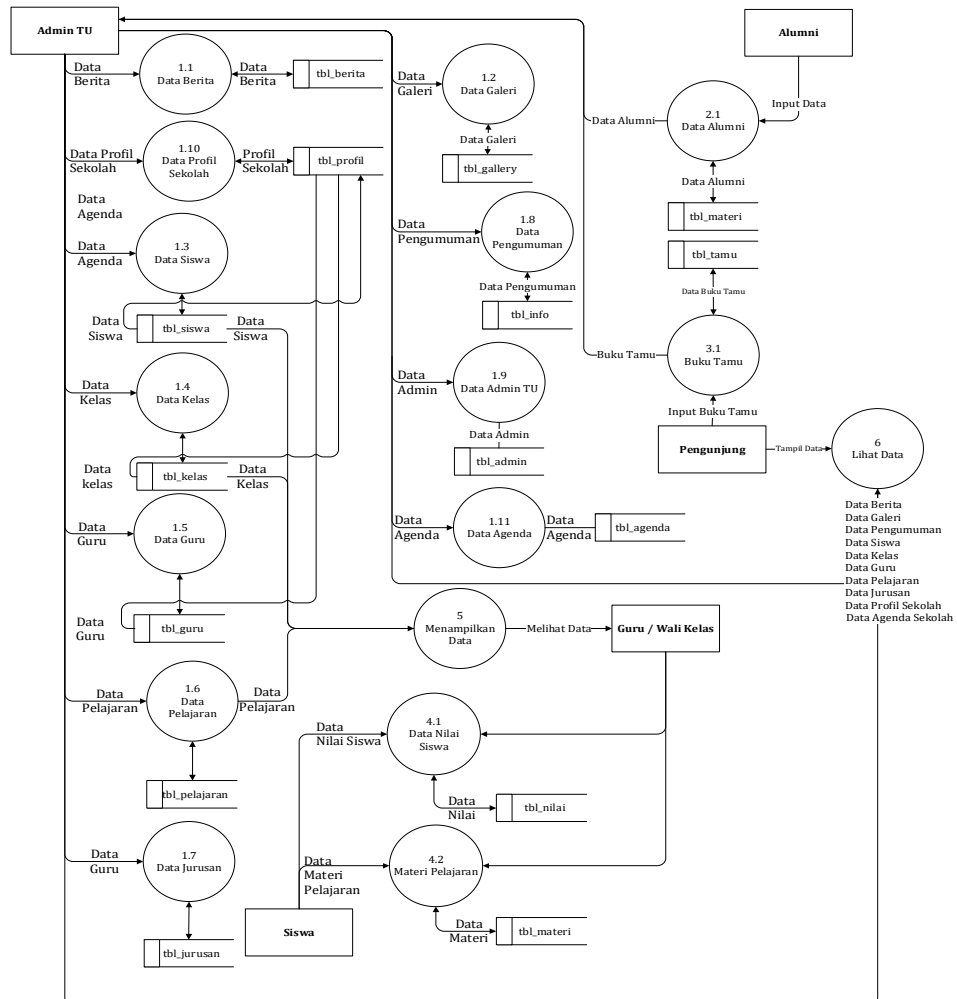 Admin TU
Alumni
Data
Berita
1.1
Data Berita
Data
Berita
tbl_berita
Data
Galeri
1.2
Data Galeri
Data Galeri
tbl_gallery
Data Alumni
2.1
Data Alumni
Input Data
Data Alumni
tbl_materi
tbl_tamu
Data Buku Tamu
Data Profil
Sekolah
1.10
Data Profil
Sekolah
Profil
Sekolah
tbl_profil
Data
Agenda
Data
Agenda
1.3
Data Siswa
Data
Pengumuman
1.8
Data
Pengumuman
Data Pengumuman
tbl_info
Data
Siswa
tbl_siswa
Data
Siswa
Buku Tamu
3.1
Buku Tamu
Input Buku Tamu
Pengunjung
Tampil Data
6
Lihat Data
Data
Kelas
1.4
Data Kelas
Data
Admin
1.9
Data Admin TU
Data Admin
tbl_admin
Data
kelas
tbl_kelas
Data
Kelas
Data
Guru
1.5
Data Guru
Data
Agenda
1.11
Data Agenda
Data
Agenda
tbl_agenda
Data Berita
Data Galeri
Data Pengumuman
Data Siswa
Data Kelas
Data Guru
Data Pelajaran
Data Jurusan
Data Profil Sekolah
Data Agenda Sekolah
Data
Guru
tbl_guru
5
Menampilkan
Data
Melihat Data
Guru / Wali Kelas
Data
Pelajaran
1.6
Data
Pelajaran
Data
Pelajaran
tbl_pelajaran
Data
Nilai Siswa
4.1
Data Nilai
Siswa
Data
Nilai
tbl_nilai
Data
Guru
1.7
Data Jurusan
tbl_jurusan
Data
Materi
Pelajaran
4.2
Materi Pelajaran
Data
Materi
tbl_materi
Siswa